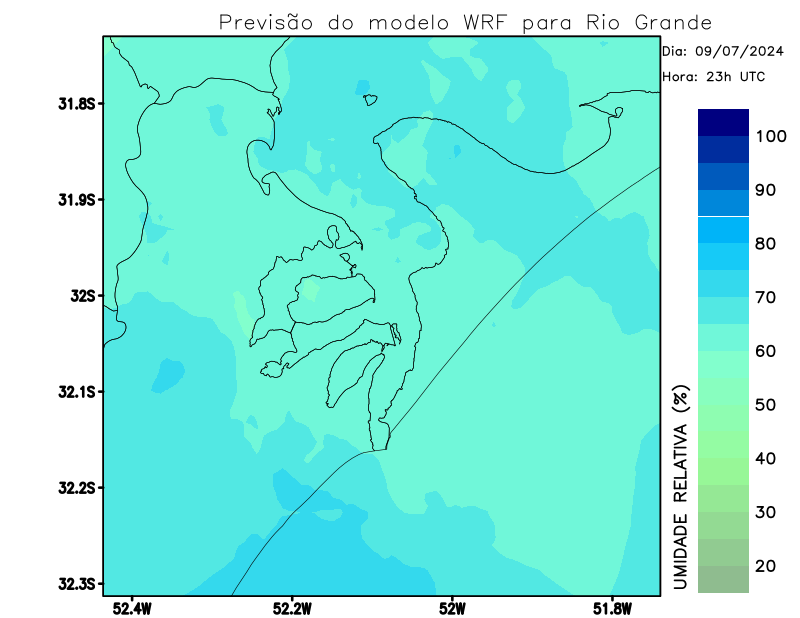 Previsão do modelo WRF para Rio Grande
Dia: 09/07/2024
Hora: 23h UTC
31.8S
31.9S
32S
32.1S
32.2S
32.3S
52.4W
52.2W
52W
51.8W
100
90
80
70
60
50
40
30
20
UMIDADE RELATIVA (%)